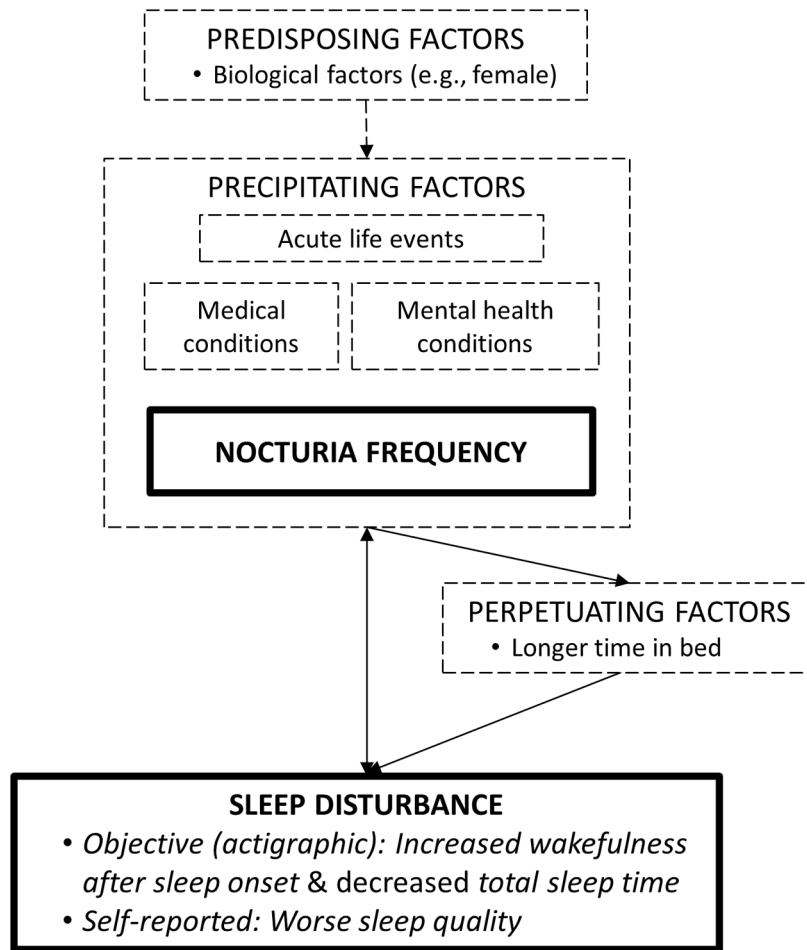 PREDISPOSING FACTORS
• Biological factors (e.g., female)
PRECIPITATING FACTORS
Acute life events
Medical
conditions
Mental health
conditions
NOCTURIA FREQUENCY
PERPETUATING FACTORS
• Longer time in bed
SLEEP DISTURBANCE
• Objective (actigraphic): Increased wakefulness
after sleep onset & decreased total sleep time
• Self-reported: Worse sleep quality